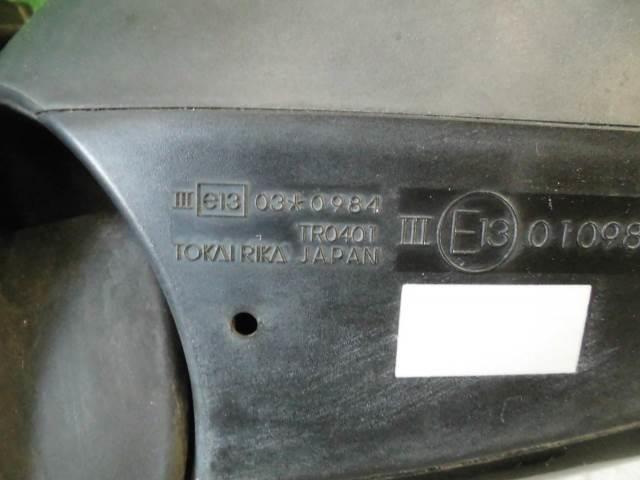 III e13 03*0984
TR0401
TOKAI RIKA JAPAN
III E13 01098